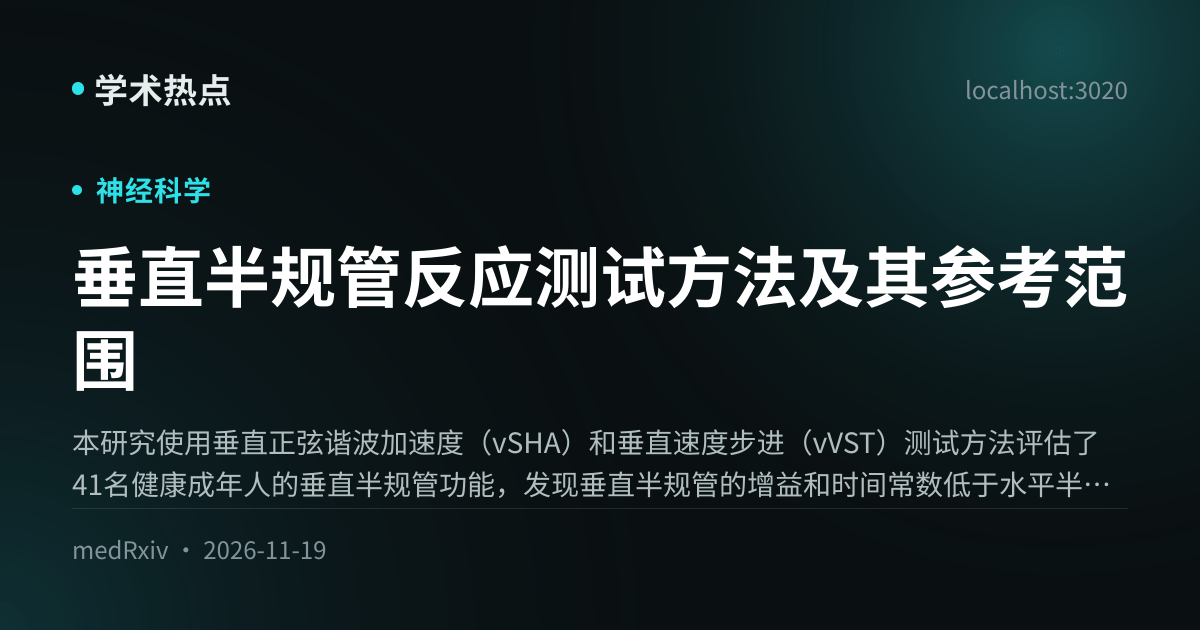 学术热点
localhost:3020
神经科学
垂直半规管反应测试方法及其参考范
围
本研究使用垂直正弦谐波加速度（vSHA）和垂直速度步进（vVST）测试方法评估了
41名健康成年人的垂直半规管功能，发现垂直半规管的增益和时间常数低于水平半…
medRxiv • 2026-11-19